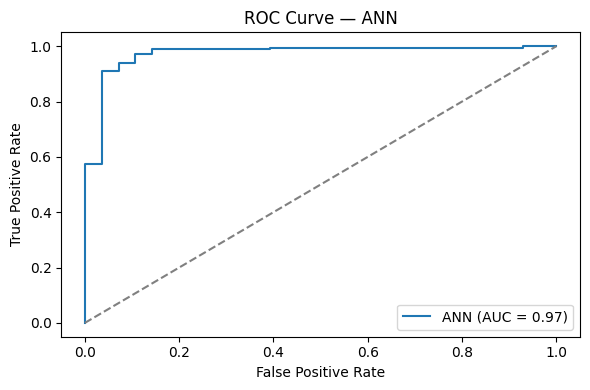 ROC Curve — ANN
1.0
0.8
0.6
0.4
0.2
0.0
True Positive Rate
ANN (AUC = 0.97)
0.0 0.2 0.4 0.6 0.8 1.0
False Positive Rate